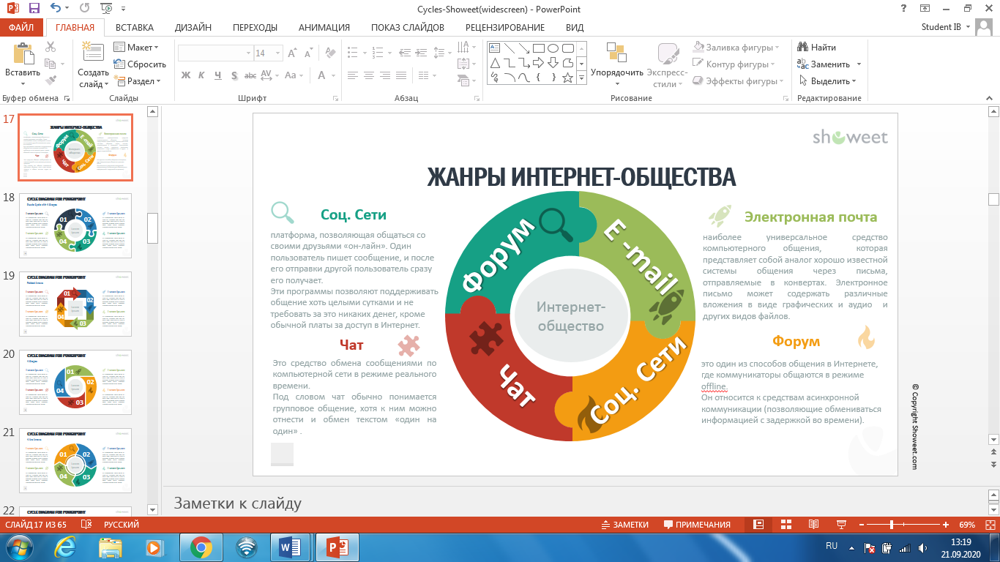 Cycles-Showeet(widescreen) - PowerPoint
ФАЙЛ ГЛАВНАЯ ВСТАВКА ДИЗАЙН ПЕРЕХОДЫ АНИМАЦИЯ ПОКАЗ СЛАЙДОВ РЕЦЕНЗИРОВАНИЕ ВИД Student IB
Вставить
Создать слайд
Макет
Сбросить
Раздел
14
Ж К Ч S abc AV Aa A
Упорядочить
Экспресс-стили
Заливка фигуры
Контур фигуры
Эффекты фигуры
Найти
Заменить
Выделить
Буфер обмена Слайды Шрифт Абзац Рисование Редактирование
17
18
19
20
21
22
showeet
ЖАНРЫ ИНТЕРНЕТ-ОБЩЕСТВА
Соц. Сети
платформа, позволяющая общаться со
своими друзьями «он-лайн». Один
пользователь пишет сообщение, и после
его отправки другой пользователь сразу
его получает.
Эти программы позволяют поддерживать
общение хоть целыми сутками и не
требовать за это никаких денег, кроме
обычной платы за доступ в Интернет.
Чат
Это средство обмена сообщениями по
компьютерной сети в режиме реального
времени.
Под словом чат обычно понимается
групповое общение, хотя к ним можно
отнести и обмен текстом «один на
один» .
Форум
E-mail
Чат
Соц. Сети
Интернет-
общество
Электронная почта
наиболее универсальное средство
компьютерного общения, которая
представляет собой аналог хорошо известной
системы общения через письма,
отправляемые в конвертах. Электронное
письмо может содержать различные
вложения в виде графических и аудио и
других видов файлов.
Форум
это один из способов общения в Интернете,
где коммуникаторы общаются в режиме
offline.
Он относится к средствам асинхронной
коммуникации (позволяющие обмениваться
информацией с задержкой во времени).
© Copyright Showeet.com
Заметки к слайду
СЛАЙД 17 ИЗ 65 РУССКИЙ ЗАМЕТКИ ПРИМЕЧАНИЯ 69%
RU 13:19
21.09.2020